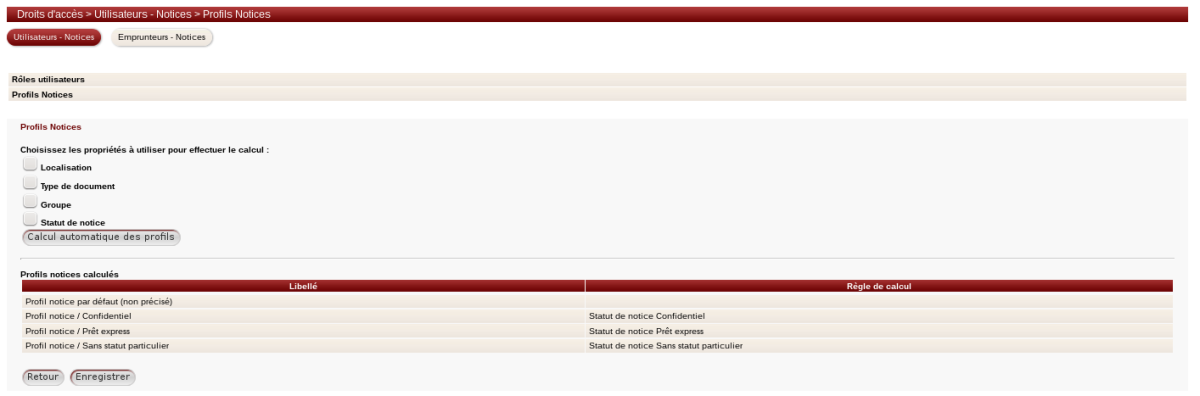 Droits d'accès > Utilisateurs - Notices > Profils Notices
Utilisateurs - Notices Emprunteurs - Notices
Rôles utilisateurs
Profils Notices
Profils Notices
Choisissez les propriétés à utiliser pour effectuer le calcul :
Localisation
Type de document
Groupe
Statut de notice
Calcul automatique des profils
Profils notices calculés
Libellé Règle de calcul
Profil notice par défaut (non précisé)
Profil notice / Confidentiel Statut de notice Confidentiel
Profil notice / Prêt express Statut de notice Prêt express
Profil notice / Sans statut particulier Statut de notice Sans statut particulier
Retour Enregistrer